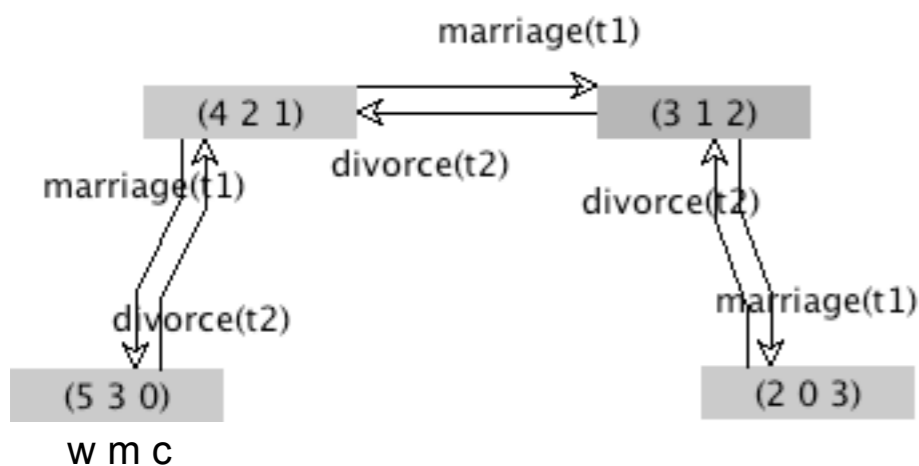 marriage(t1)
(4 2 1)
(3 1 2)
divorce(t2)
marriage(t1)
divorce(t2)
divorce(t2)
marriage(t1)
(5 3 0)
(2 0 3)
w m c